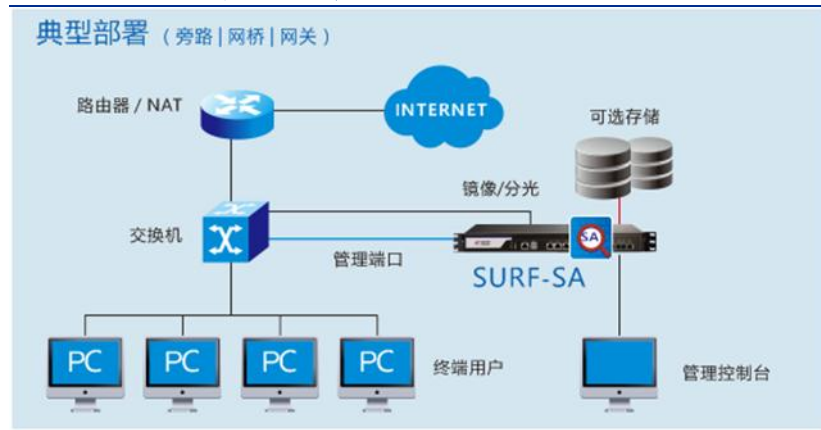 典型部署（旁路|网桥|网关）
路由器 / NAT
INTERNET
可选存储
镜像/分光
交换机
管理端口
SA
SURF-SA
PC PC PC PC
终端用户
管理控制台